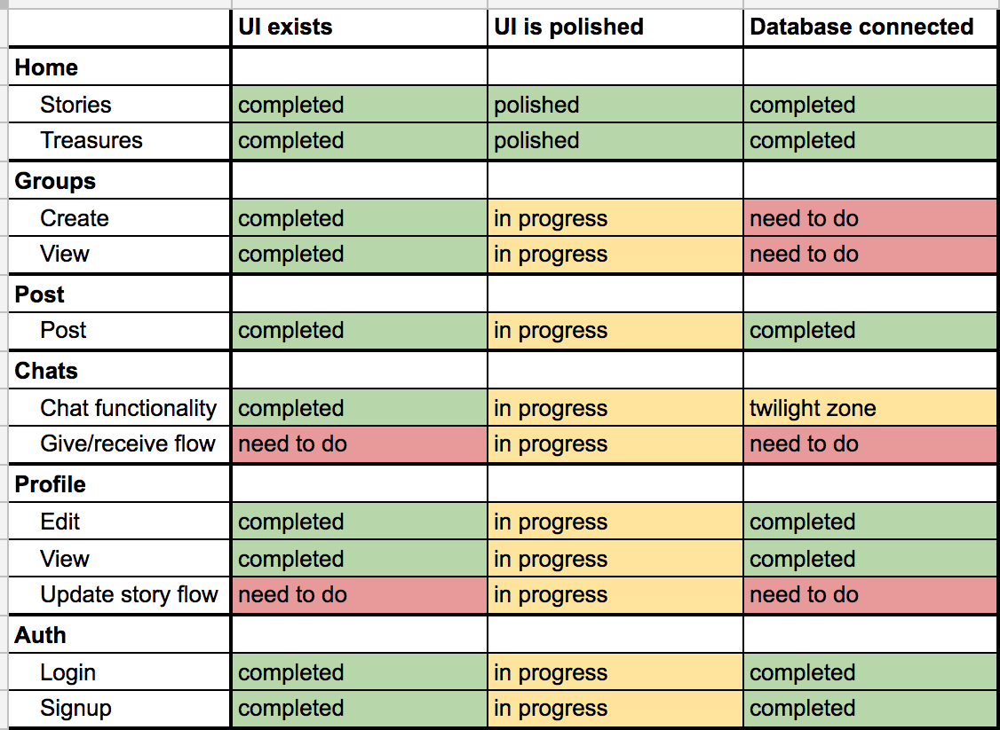 UI exists UI is polished Database connected
Home
Stories completed polished completed
Treasures completed polished completed
Groups
Create completed in progress need to do
View completed in progress need to do
Post
Post completed in progress completed
Chats
Chat functionality completed in progress twilight zone
Give/receive flow need to do in progress need to do
Profile
Edit completed in progress completed
View completed in progress completed
Update story flow need to do in progress need to do
Auth
Login completed in progress completed
Signup completed in progress completed